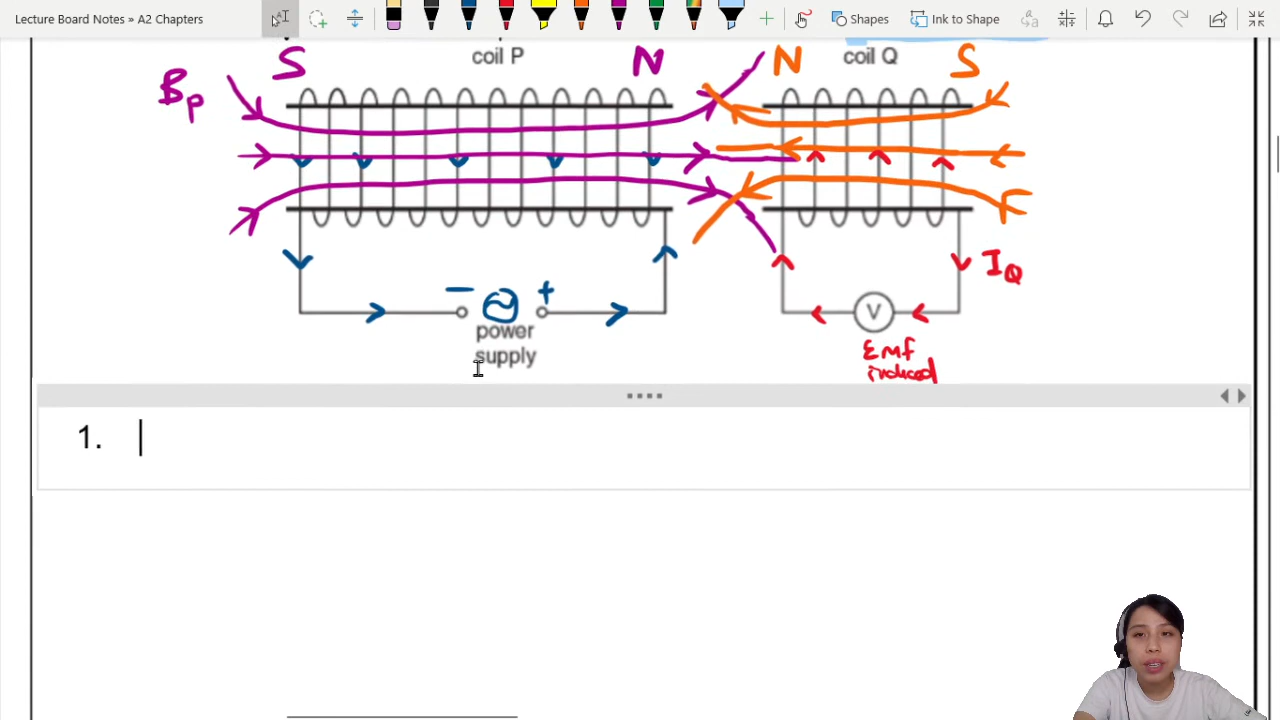 Lecture Board Notes » A2 Chapters
Shapes
Ink to Shape
coil P
coil Q
S
N
N
S
Bp
IQ
− +
V
power
supply
Emf
induced
1.